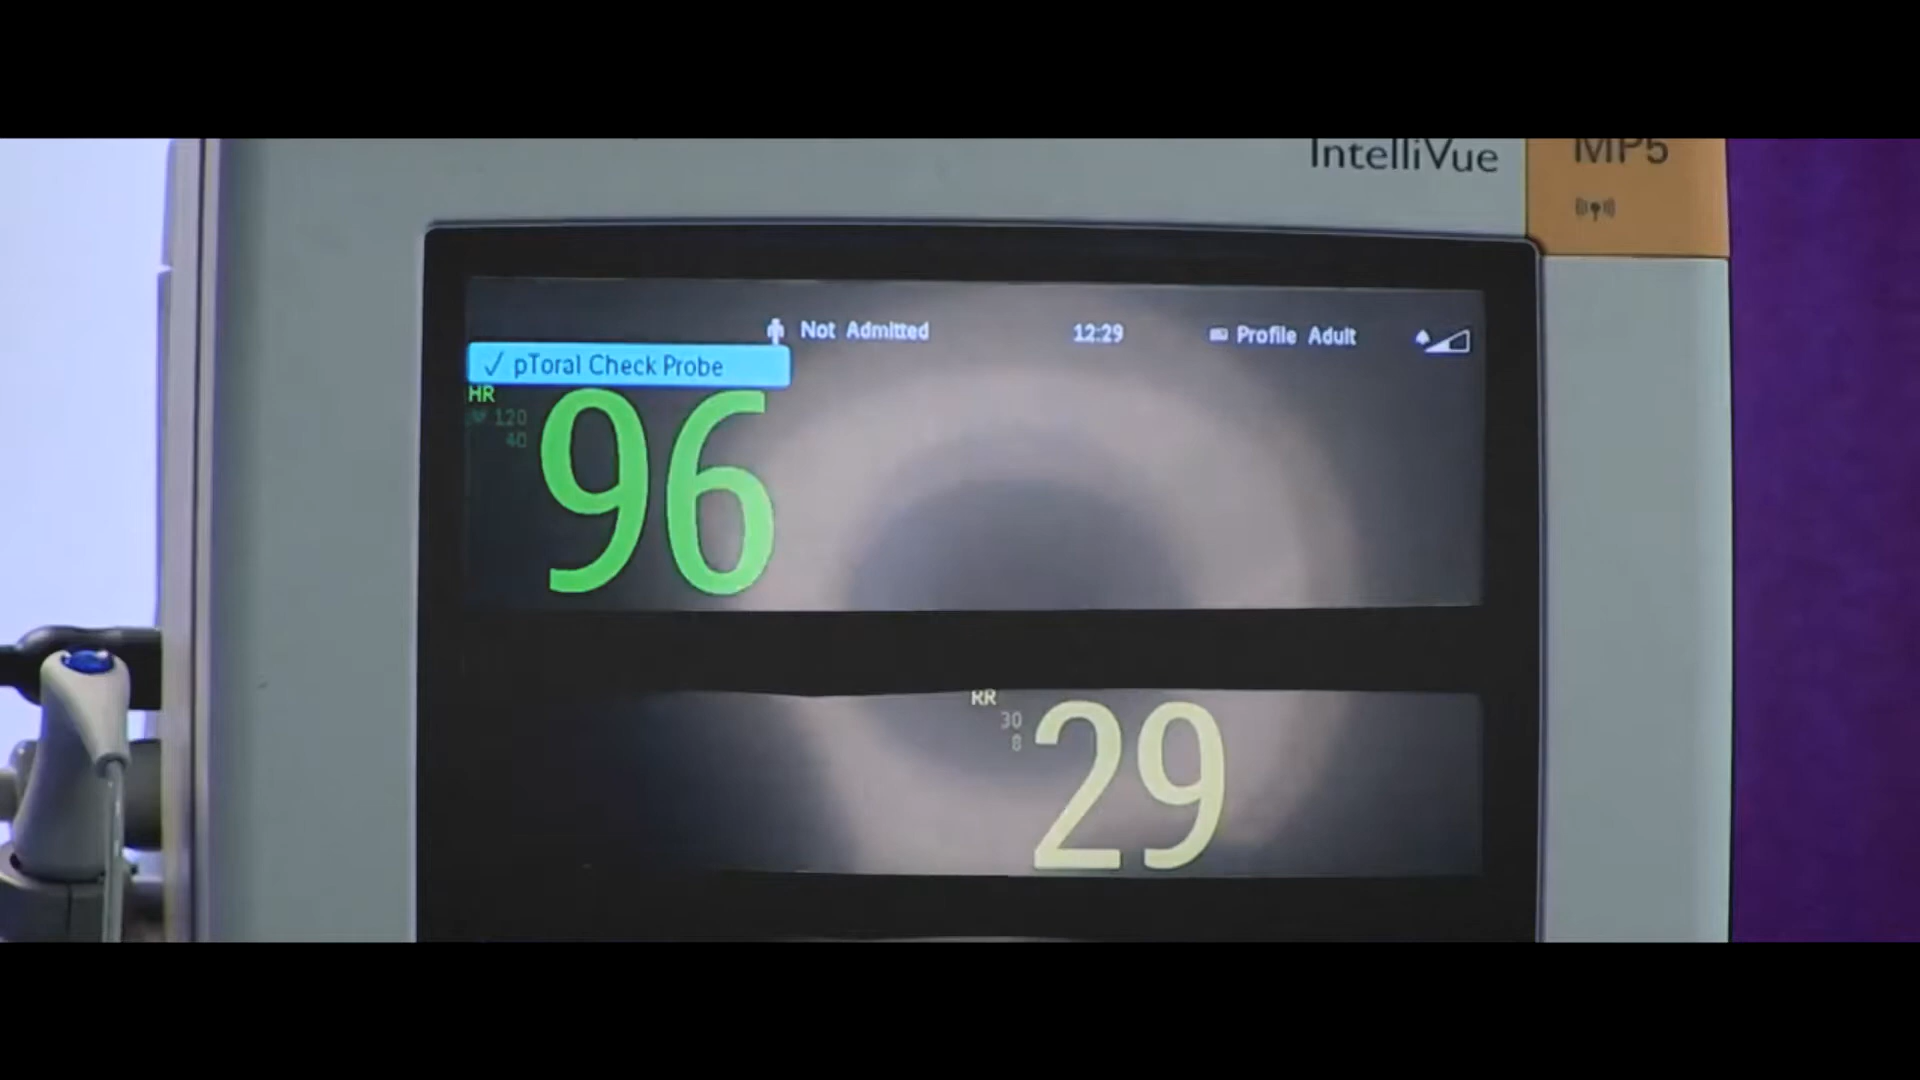 IntelliVue
MP5
Not Admitted
12:29
Profile Adult
✓ pToral Check Probe
HR
120
40
96
RR
30
8
29